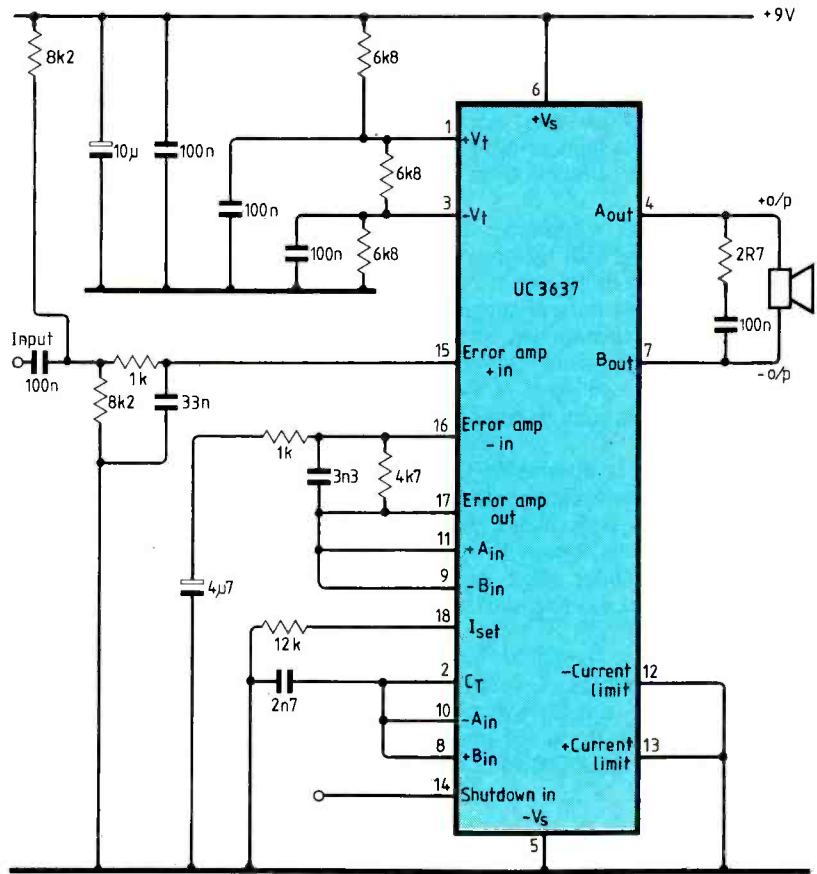 +9V
8k2
6k8
10µ
100n
6
+Vs
1
+Vt
6k8
100n
3
-Vt
100n
6k8
4
Aout
+o/p
2R7
UC3637
100n
7
Bout
-o/p
Input
100n
1k
15
Error amp
+in
8k2
33n
16
Error amp
-in
1k
3n3
4k7
17
Error amp
out
11
+Ain
9
-Bin
4µ7
18
Iset
12k
2
CT
2n7
10
-Ain
8
+Bin
-Current
limit
12
+Current
limit
13
14
Shutdown in
-Vs
5